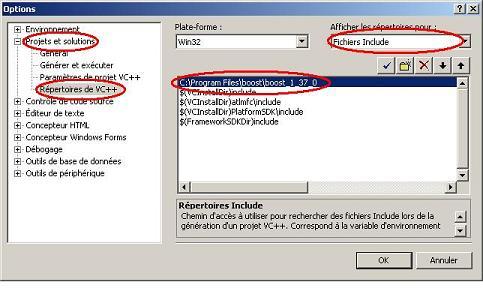 Options
Environnement
Projets et solutions
Général
Générer et exécuter
Paramètres de projet VC++
Répertoires de VC++
Contrôle de code source
Éditeur de texte
Concepteur HTML
Concepteur Windows Forms
Débogage
Outils de base de données
Outils de périphérique
Plate-forme :
Win32
Afficher les répertoires pour :
Fichiers Include
C:\Program Files\boost\boost_1_37_0
$(VCInstallDir)include
$(VCInstallDir)atlmfc\include
$(VCInstallDir)PlatformSDK\include
$(FrameworkSDKDir)include
Répertoires Include
Chemin d'accès à utiliser pour rechercher des fichiers Include lors de la
génération d'un projet VC++. Correspond à la variable d'environnement
OK
Annuler